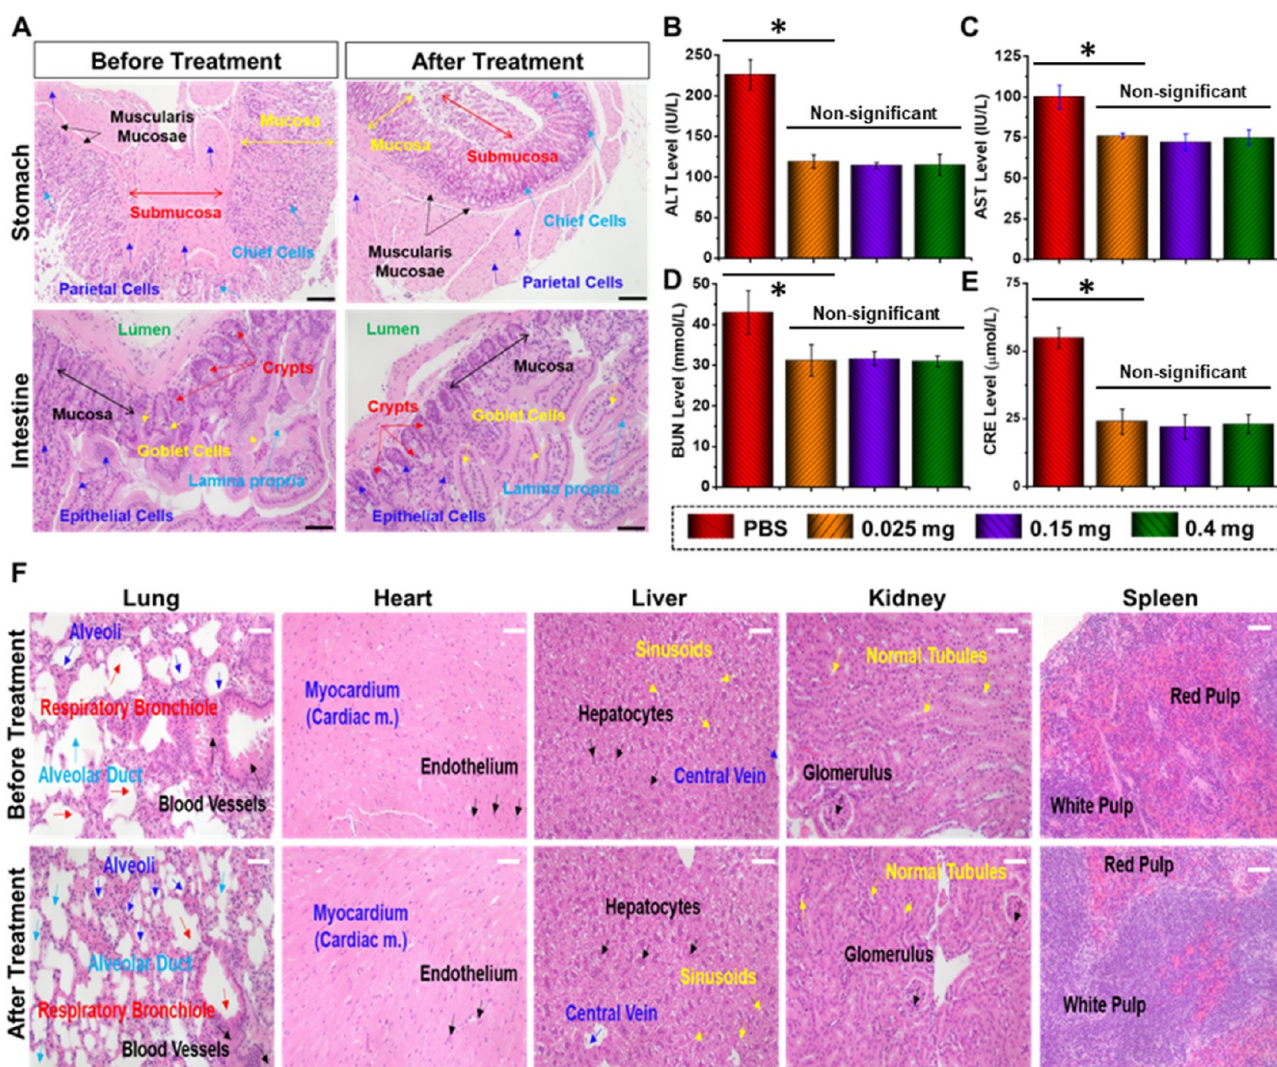 A
Before Treatment
After Treatment
Stomach
Muscularis
Mucosae
Mucosa
Submucosa
Chief Cells
Parietal Cells
Mucosa
Submucosa
Chief Cells
Muscularis
Mucosae
Parietal Cells
Intestine
Lumen
Crypts
Mucosa
Goblet Cells
Lamina propria
Epithelial Cells
Lumen
Mucosa
Crypts
Goblet Cells
Lamina propria
Epithelial Cells
B
*
Non-significant
ALT Level (IU/L)
250
200
150
100
50
0
C
*
Non-significant
AST Level (IU/L)
125
100
75
50
25
0
D
*
Non-significant
BUN Level (mmol/L)
50
40
30
20
10
0
E
*
Non-significant
CRE Level (μmol/L)
75
50
25
0
PBS
0.025 mg
0.15 mg
0.4 mg
F
Lung
Heart
Liver
Kidney
Spleen
Before Treatment
Alveoli
Respiratory Bronchiole
Alveolar Duct
Blood Vessels
Myocardium
(Cardiac m.)
Endothelium
Sinusoids
Hepatocytes
Central Vein
Normal Tubules
Glomerulus
Red Pulp
White Pulp
After Treatment
Alveoli
Alveolar Duct
Respiratory Bronchiole
Blood Vessels
Myocardium
(Cardiac m.)
Endothelium
Hepatocytes
Sinusoids
Central Vein
Normal Tubules
Glomerulus
Red Pulp
White Pulp